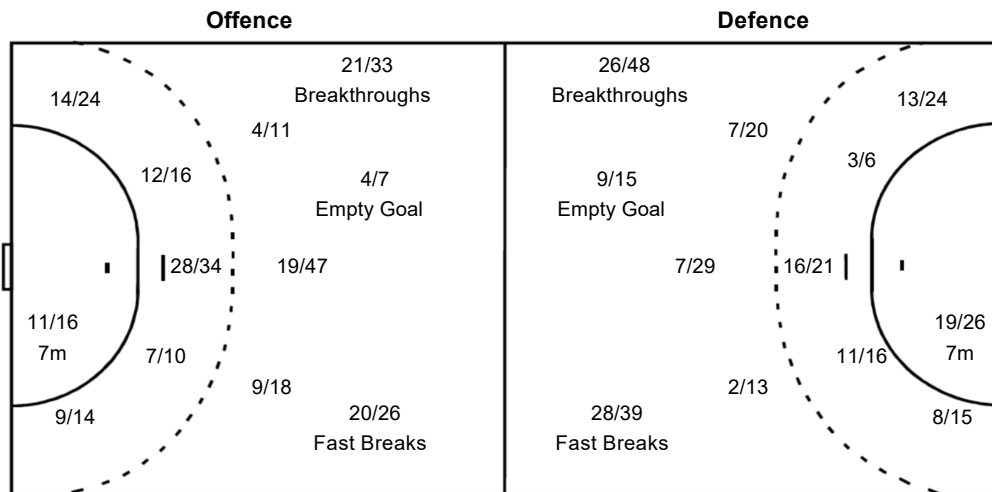 Offence
Defence
21/33
Breakthroughs
26/48
Breakthroughs
14/24
13/24
4/11
7/20
12/16
3/6
4/7
Empty Goal
9/15
Empty Goal
28/34
19/47
7/29
16/21
11/16
7m
19/26
7m
7/10
11/16
9/18
2/13
9/14
8/15
20/26
Fast Breaks
28/39
Fast Breaks